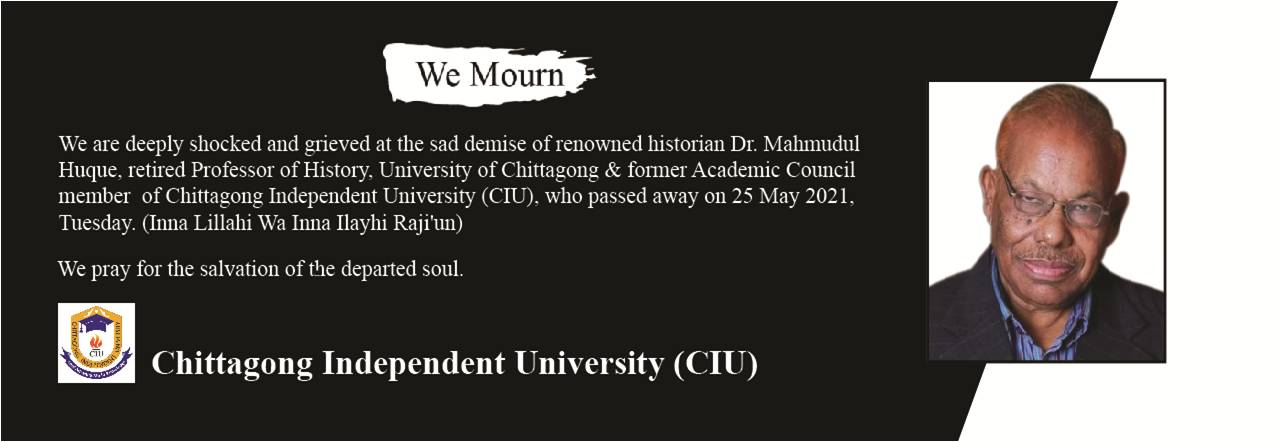 We Mourn
We are deeply shocked and grieved at the sad demise of renowned historian Dr. Mahmudul
Huque, retired Professor of History, University of Chittagong & former Academic Council
member of Chittagong Independent University (CIU), who passed away on 25 May 2021,
Tuesday. (Inna Lillahi Wa Inna Ilayhi Raji'un)
We pray for the salvation of the departed soul.
CHITTAGONG INDEPENDENT UNIVERSITY
CIU
Chittagong Independent University (CIU)